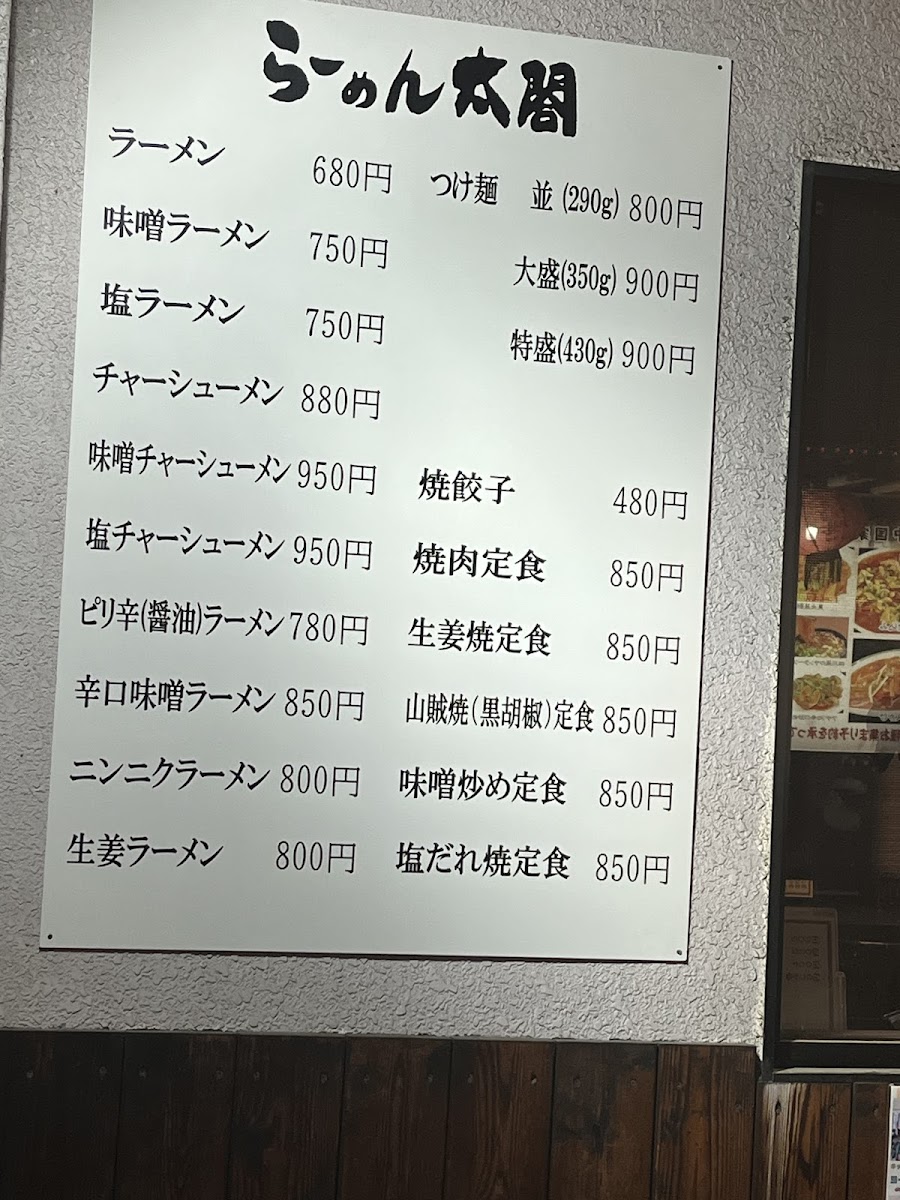 らーめん太閤
ラーメン 680円
味噌ラーメン 750円
塩ラーメン 750円
チャーシューメン 880円
味噌チャーシューメン 950円
塩チャーシューメン 950円
ピリ辛(醤油)ラーメン 780円
辛口味噌ラーメン 850円
ニンニクラーメン 800円
生姜ラーメン 800円
つけ麺 並 (290g) 800円
大盛(350g) 900円
特盛(430g) 900円
焼餃子 480円
焼肉定食 850円
生姜焼定食 850円
山賊焼(黒胡椒)定食 850円
味噌炒め定食 850円
塩だれ焼定食 850円